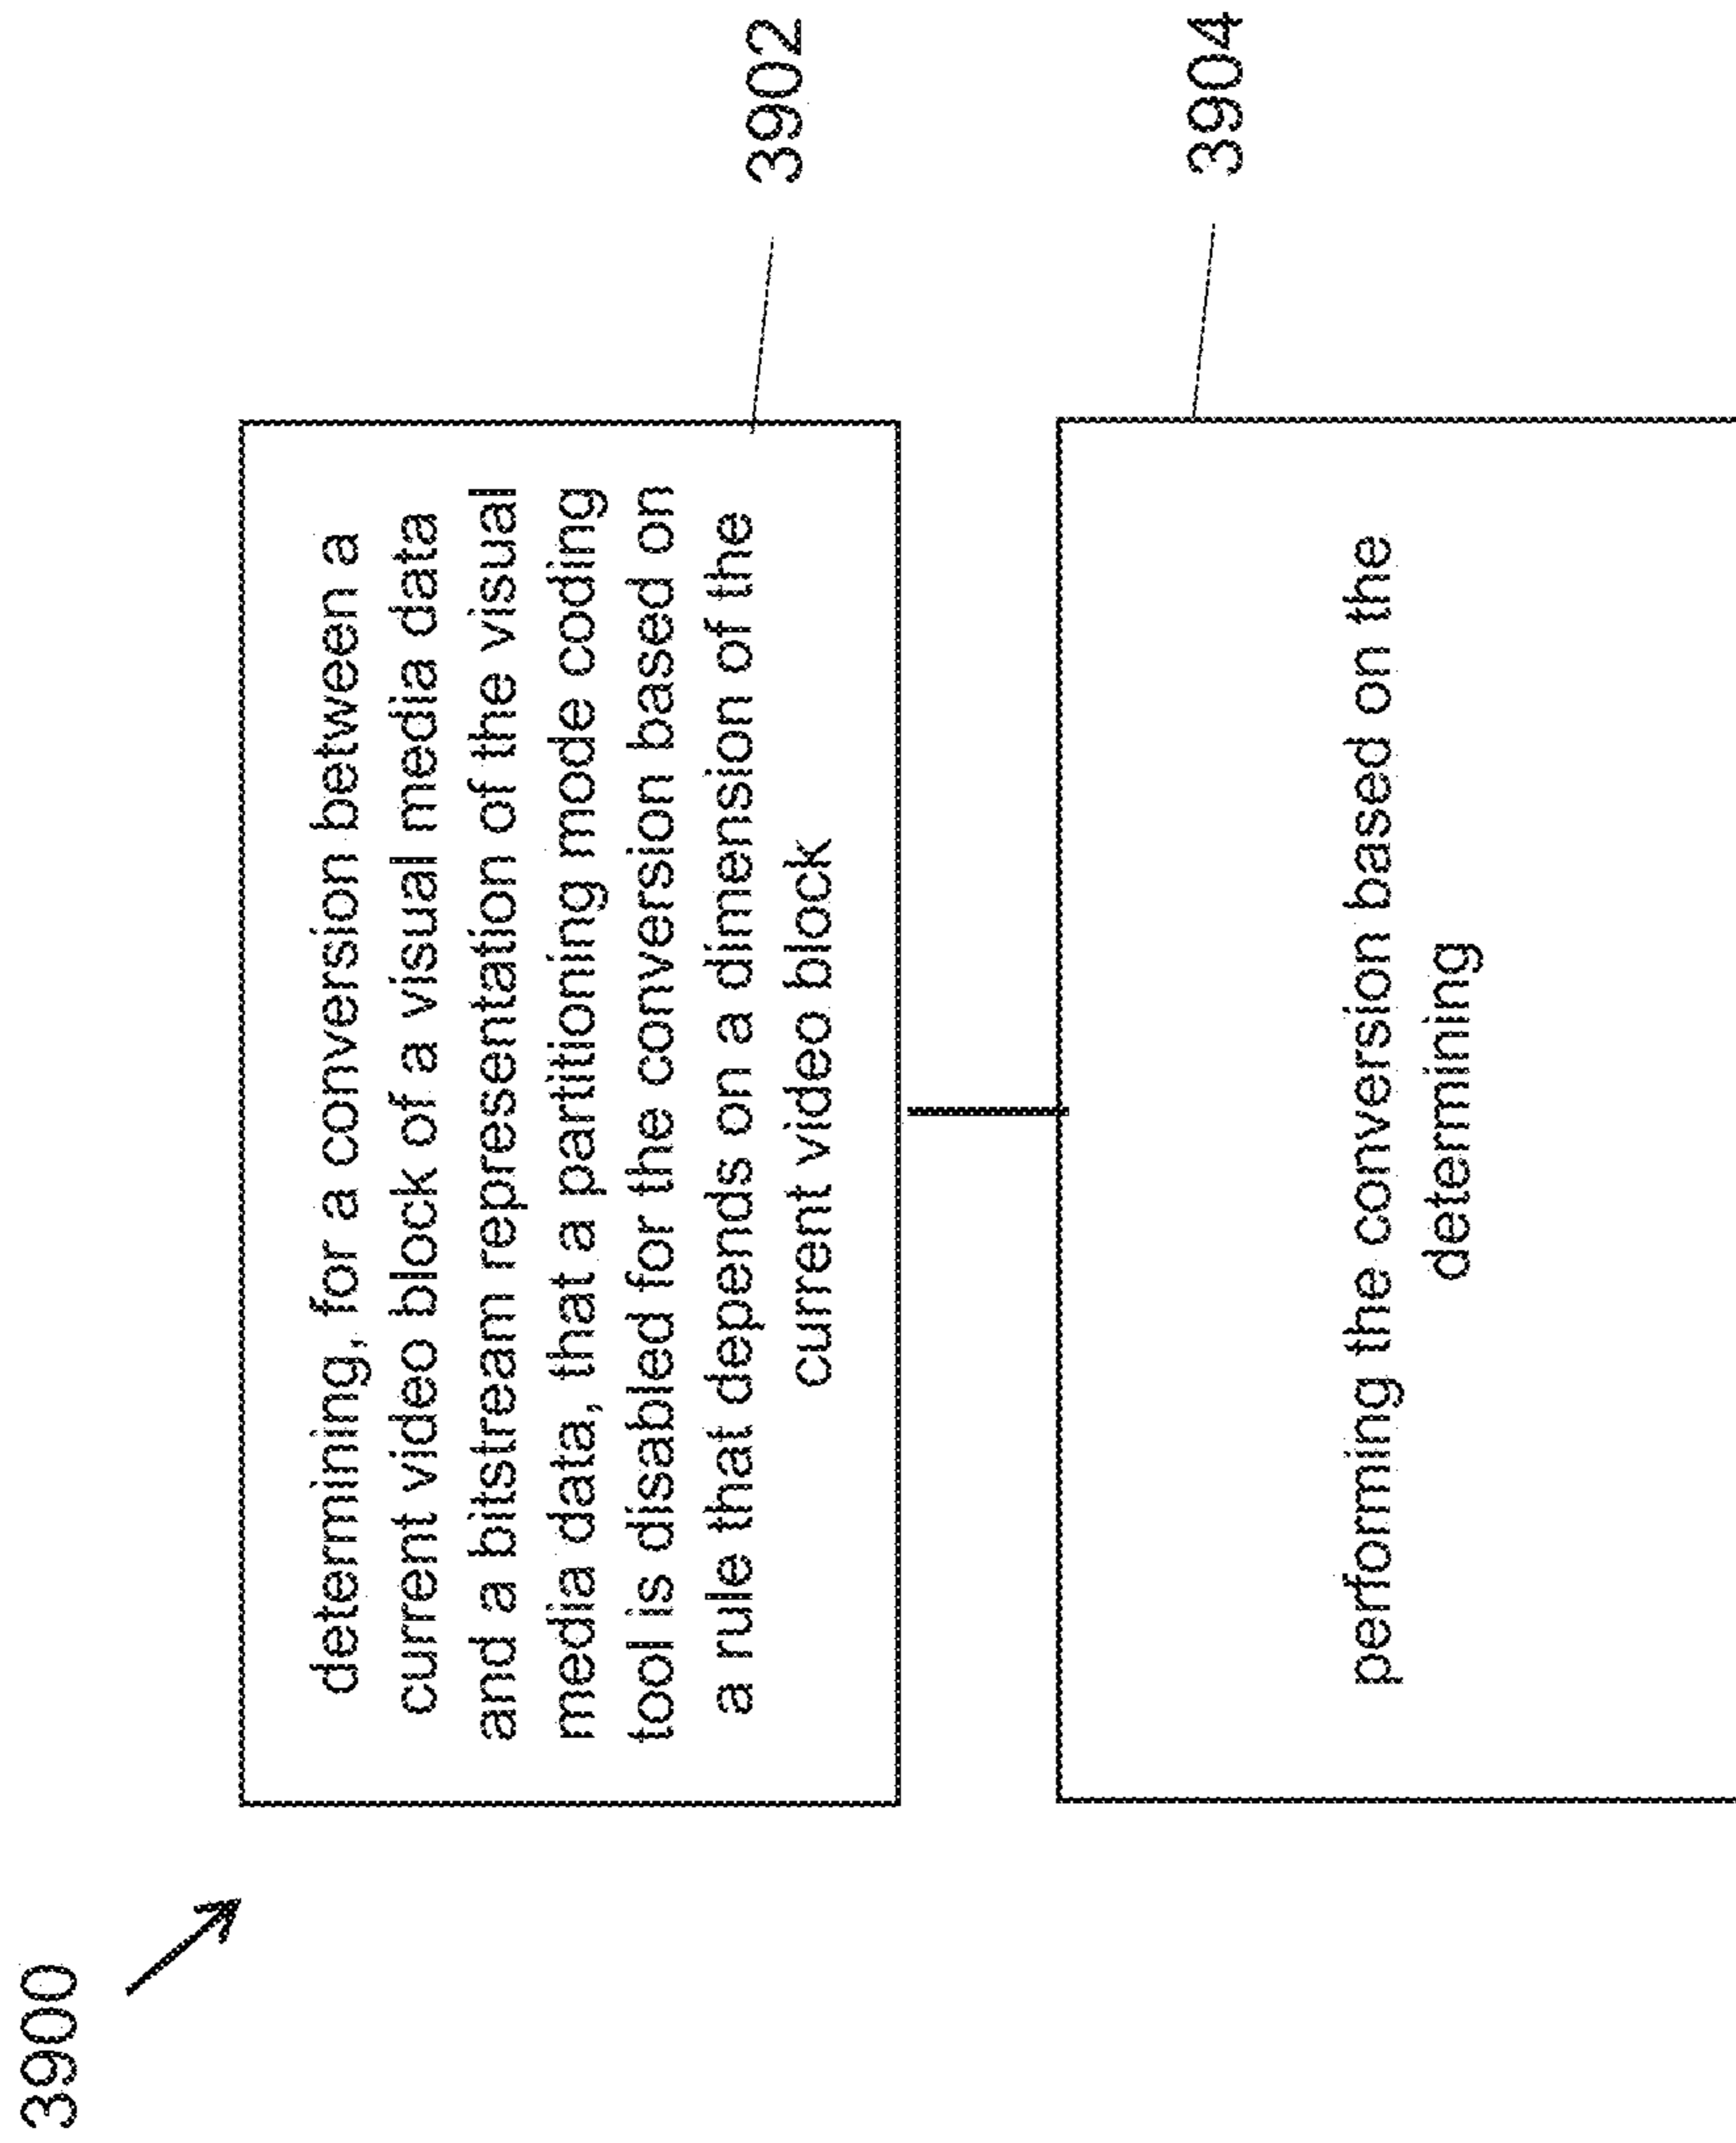 3900
determining, for a conversion between a
current video block of a visual media data
and a bitstream representation of the visual
media data, that a partitioning mode coding
tool is disabled for the conversion based on
a rule that depends on a dimension of the
current video block
3902
performing the conversion based on the
determining
3904